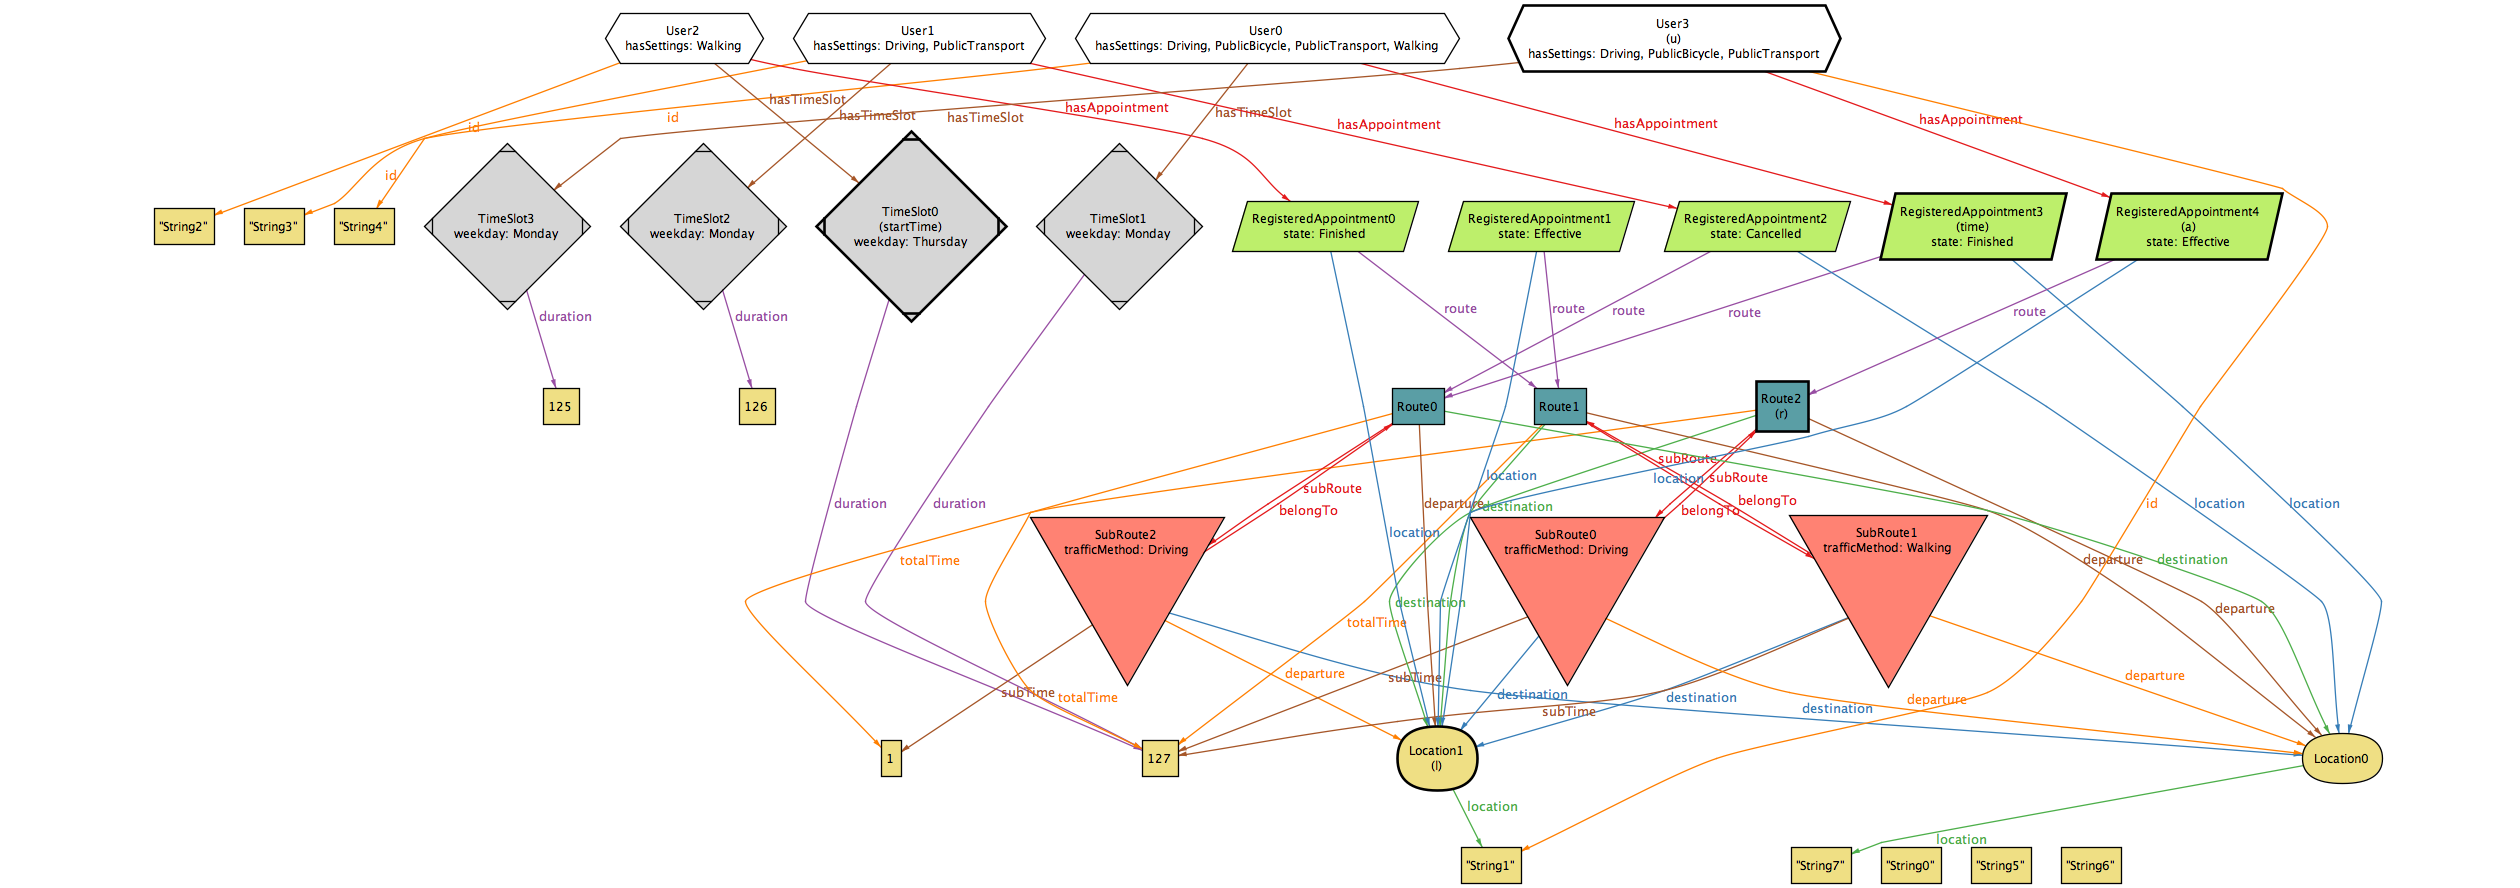 User2
hasSettings: Walking
User1
hasSettings: Driving, PublicTransport
User0
hasSettings: Driving, PublicBicycle, PublicTransport, Walking
User3
(u)
hasSettings: Driving, PublicBicycle, PublicTransport
hasTimeSlot
hasAppointment
id
id
hasTimeSlot
hasTimeSlot
hasTimeSlot
hasAppointment
hasAppointment
hasAppointment
id
"String2"
"String3"
"String4"
TimeSlot3
weekday: Monday
TimeSlot2
weekday: Monday
TimeSlot0
(startTime)
weekday: Thursday
TimeSlot1
weekday: Monday
RegisteredAppointment0
state: Finished
RegisteredAppointment1
state: Effective
RegisteredAppointment2
state: Cancelled
RegisteredAppointment3
(time)
state: Finished
RegisteredAppointment4
(a)
state: Effective
duration
duration
route
route
route
route
route
125
126
Route0
Route1
Route2
(r)
duration
duration
subRoute
belongTo
departure
location
location
destination
subRoute
location
subRoute
belongTo
belongTo
id
location
location
totalTime
SubRoute2
trafficMethod: Driving
SubRoute0
trafficMethod: Driving
SubRoute1
trafficMethod: Walking
departure
destination
destination
totalTime
departure
subTime
totalTime
departure
subTime
destination
subTime
destination
destination
departure
departure
1
127
Location1
(l)
Location0
location
location
"String1"
"String7"
"String0"
"String5"
"String6"